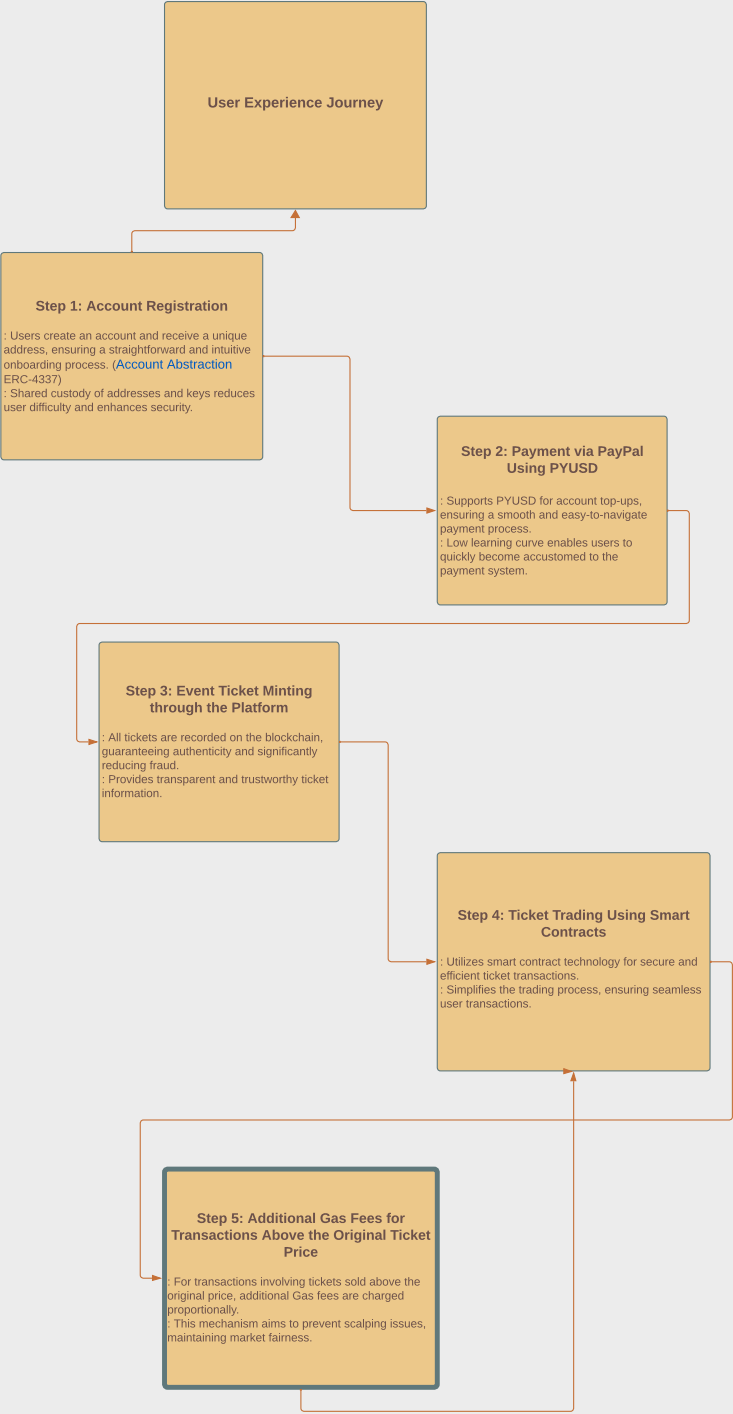 User Experience Journey
Step 1: Account Registration
: Users create an account and receive a unique
address, ensuring a straightforward and intuitive
onboarding process. (Account Abstraction
ERC-4337)
: Shared custody of addresses and keys reduces
user difficulty and enhances security.
Step 2: Payment via PayPal
Using PYUSD
: Supports PYUSD for account top-ups,
ensuring a smooth and easy-to-navigate
payment process.
: Low learning curve enables users to
quickly become accustomed to the
payment system.
Step 3: Event Ticket Minting
through the Platform
: All tickets are recorded on the blockchain,
guaranteeing authenticity and significantly
reducing fraud.
: Provides transparent and trustworthy ticket
information.
Step 4: Ticket Trading Using Smart
Contracts
: Utilizes smart contract technology for secure and
efficient ticket transactions.
: Simplifies the trading process, ensuring seamless
user transactions.
Step 5: Additional Gas Fees for
Transactions Above the Original Ticket
Price
: For transactions involving tickets sold above the
original price, additional Gas fees are charged
proportionally.
: This mechanism aims to prevent scalping issues,
maintaining market fairness.